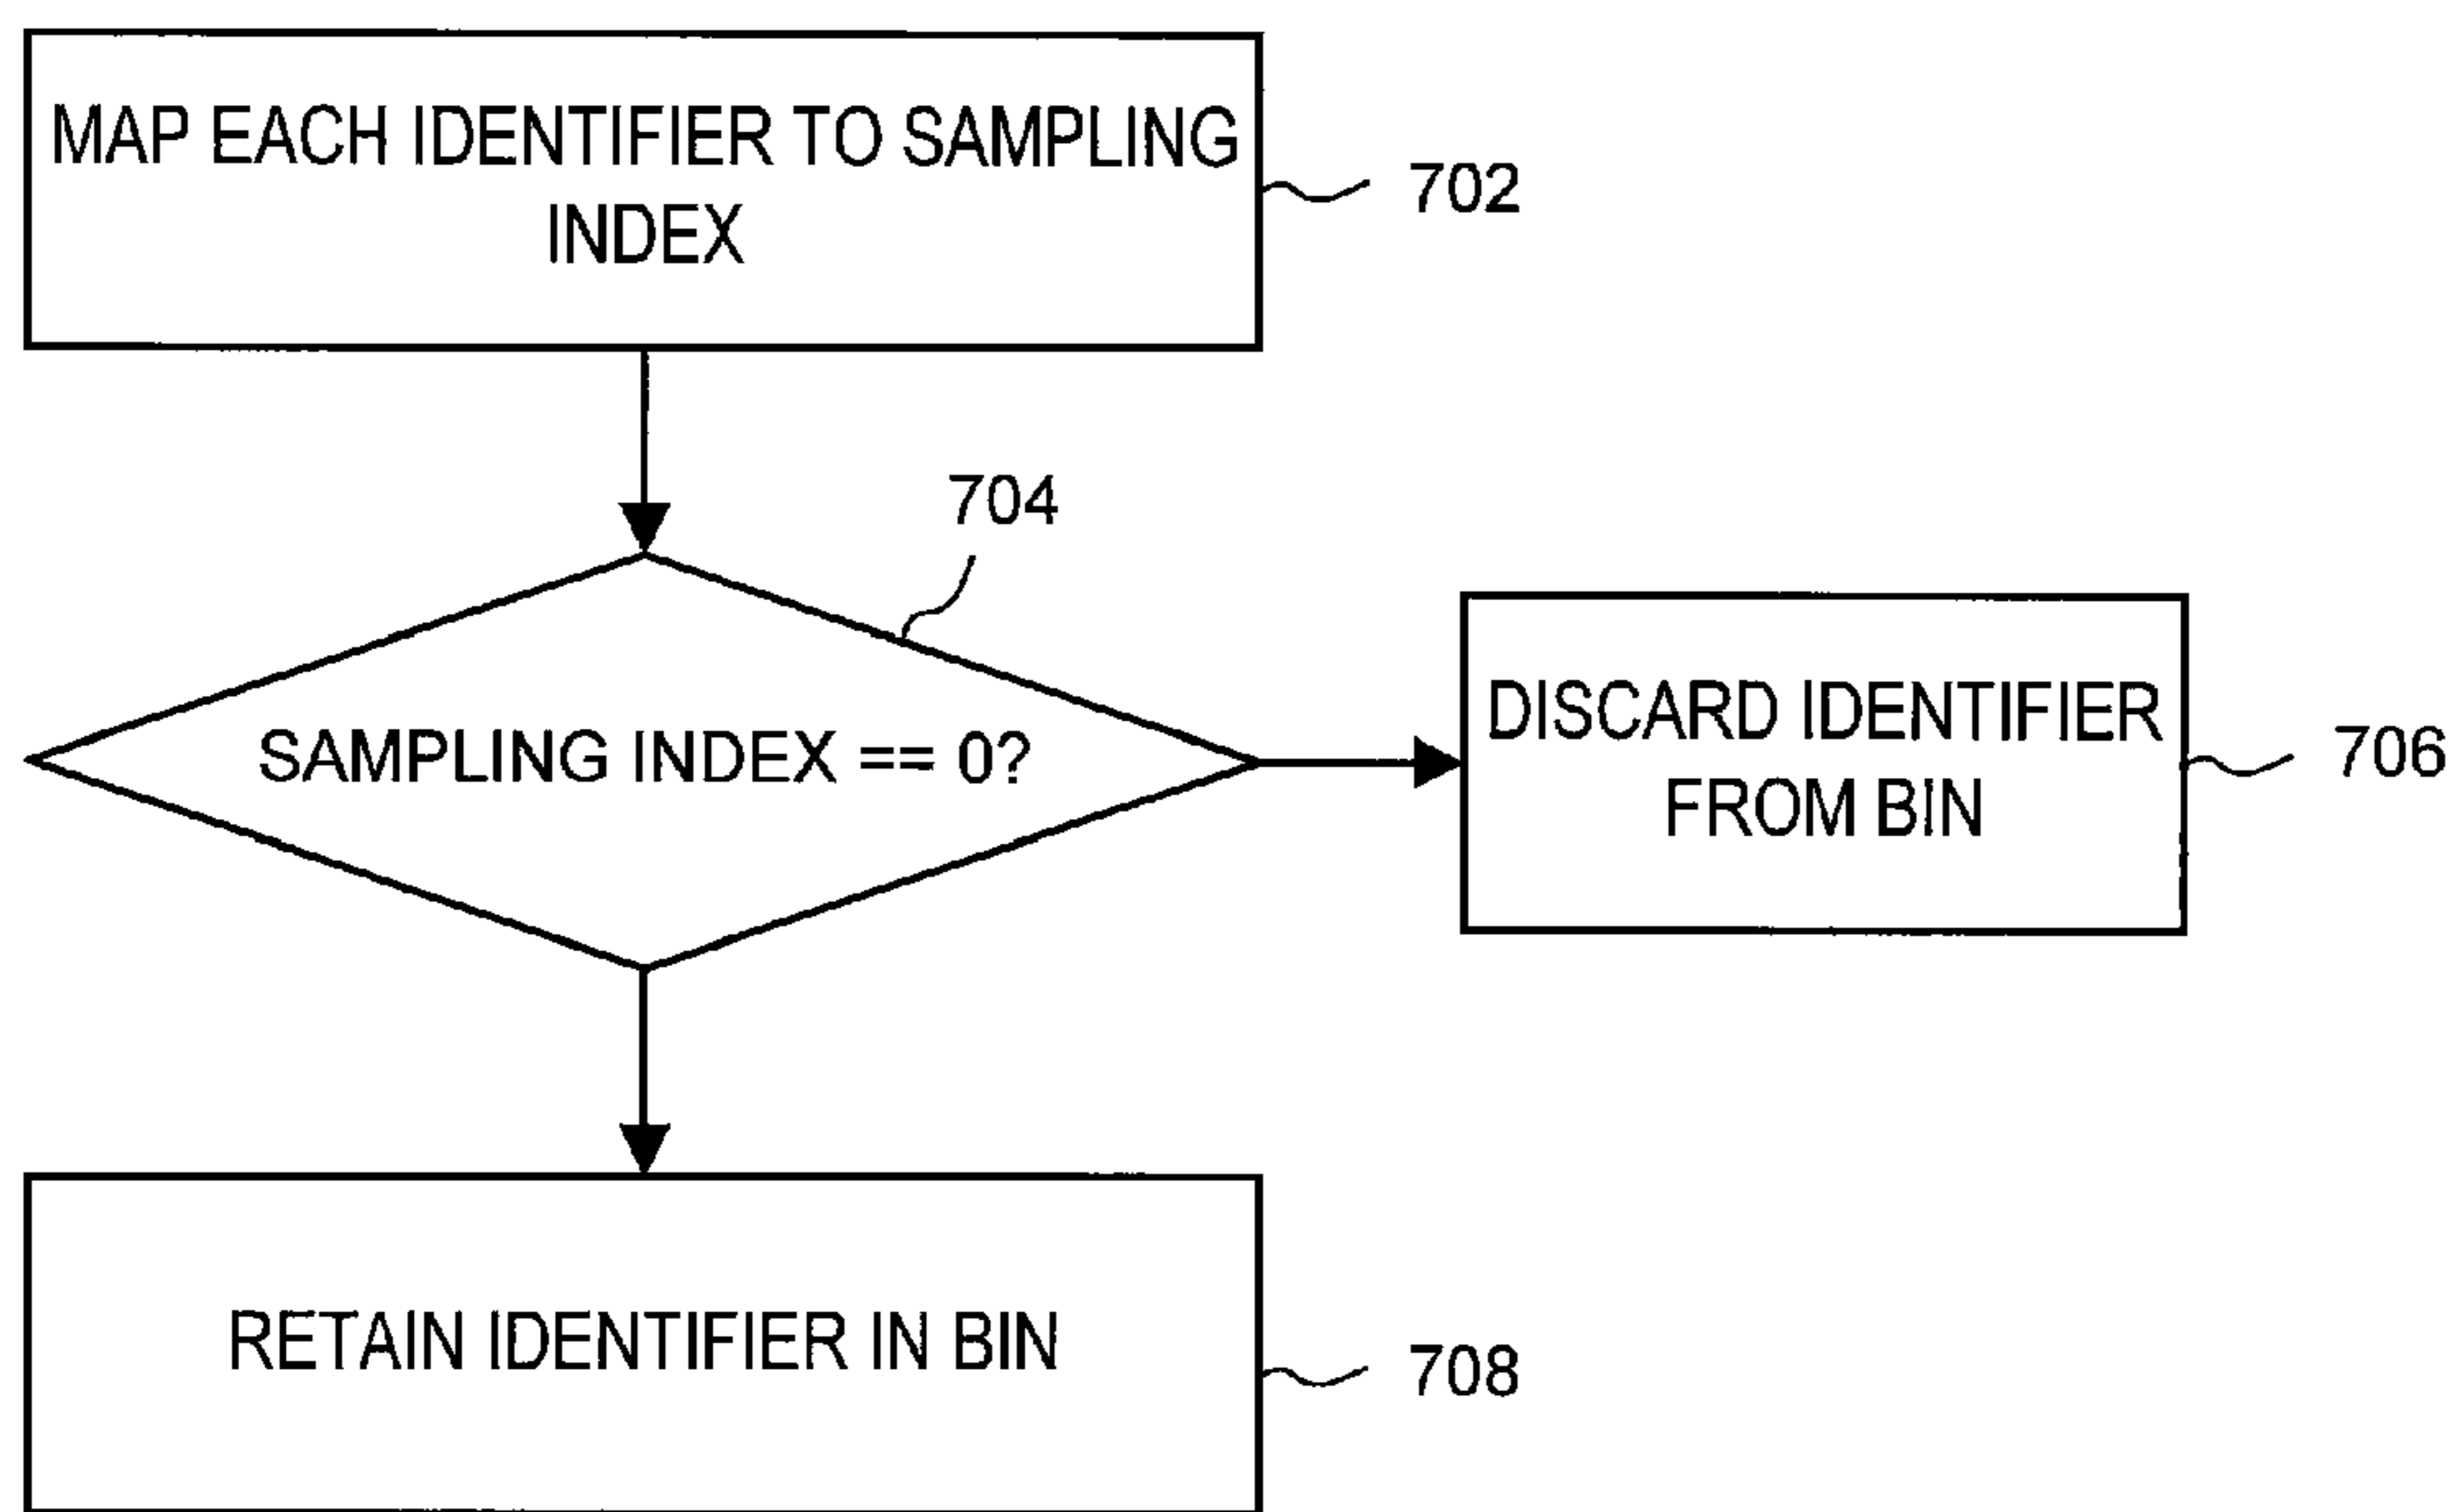 MAP EACH IDENTIFIER TO SAMPLING
INDEX
702
704
SAMPLING INDEX == 0?
DISCARD IDENTIFIER
FROM BIN
706
RETAIN IDENTIFIER IN BIN
708